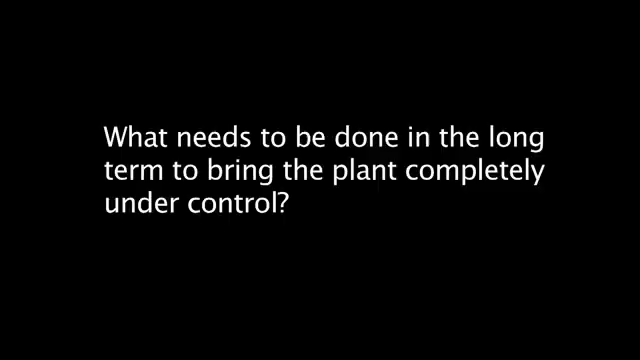 What needs to be done in the long
term to bring the plant completely
under control?